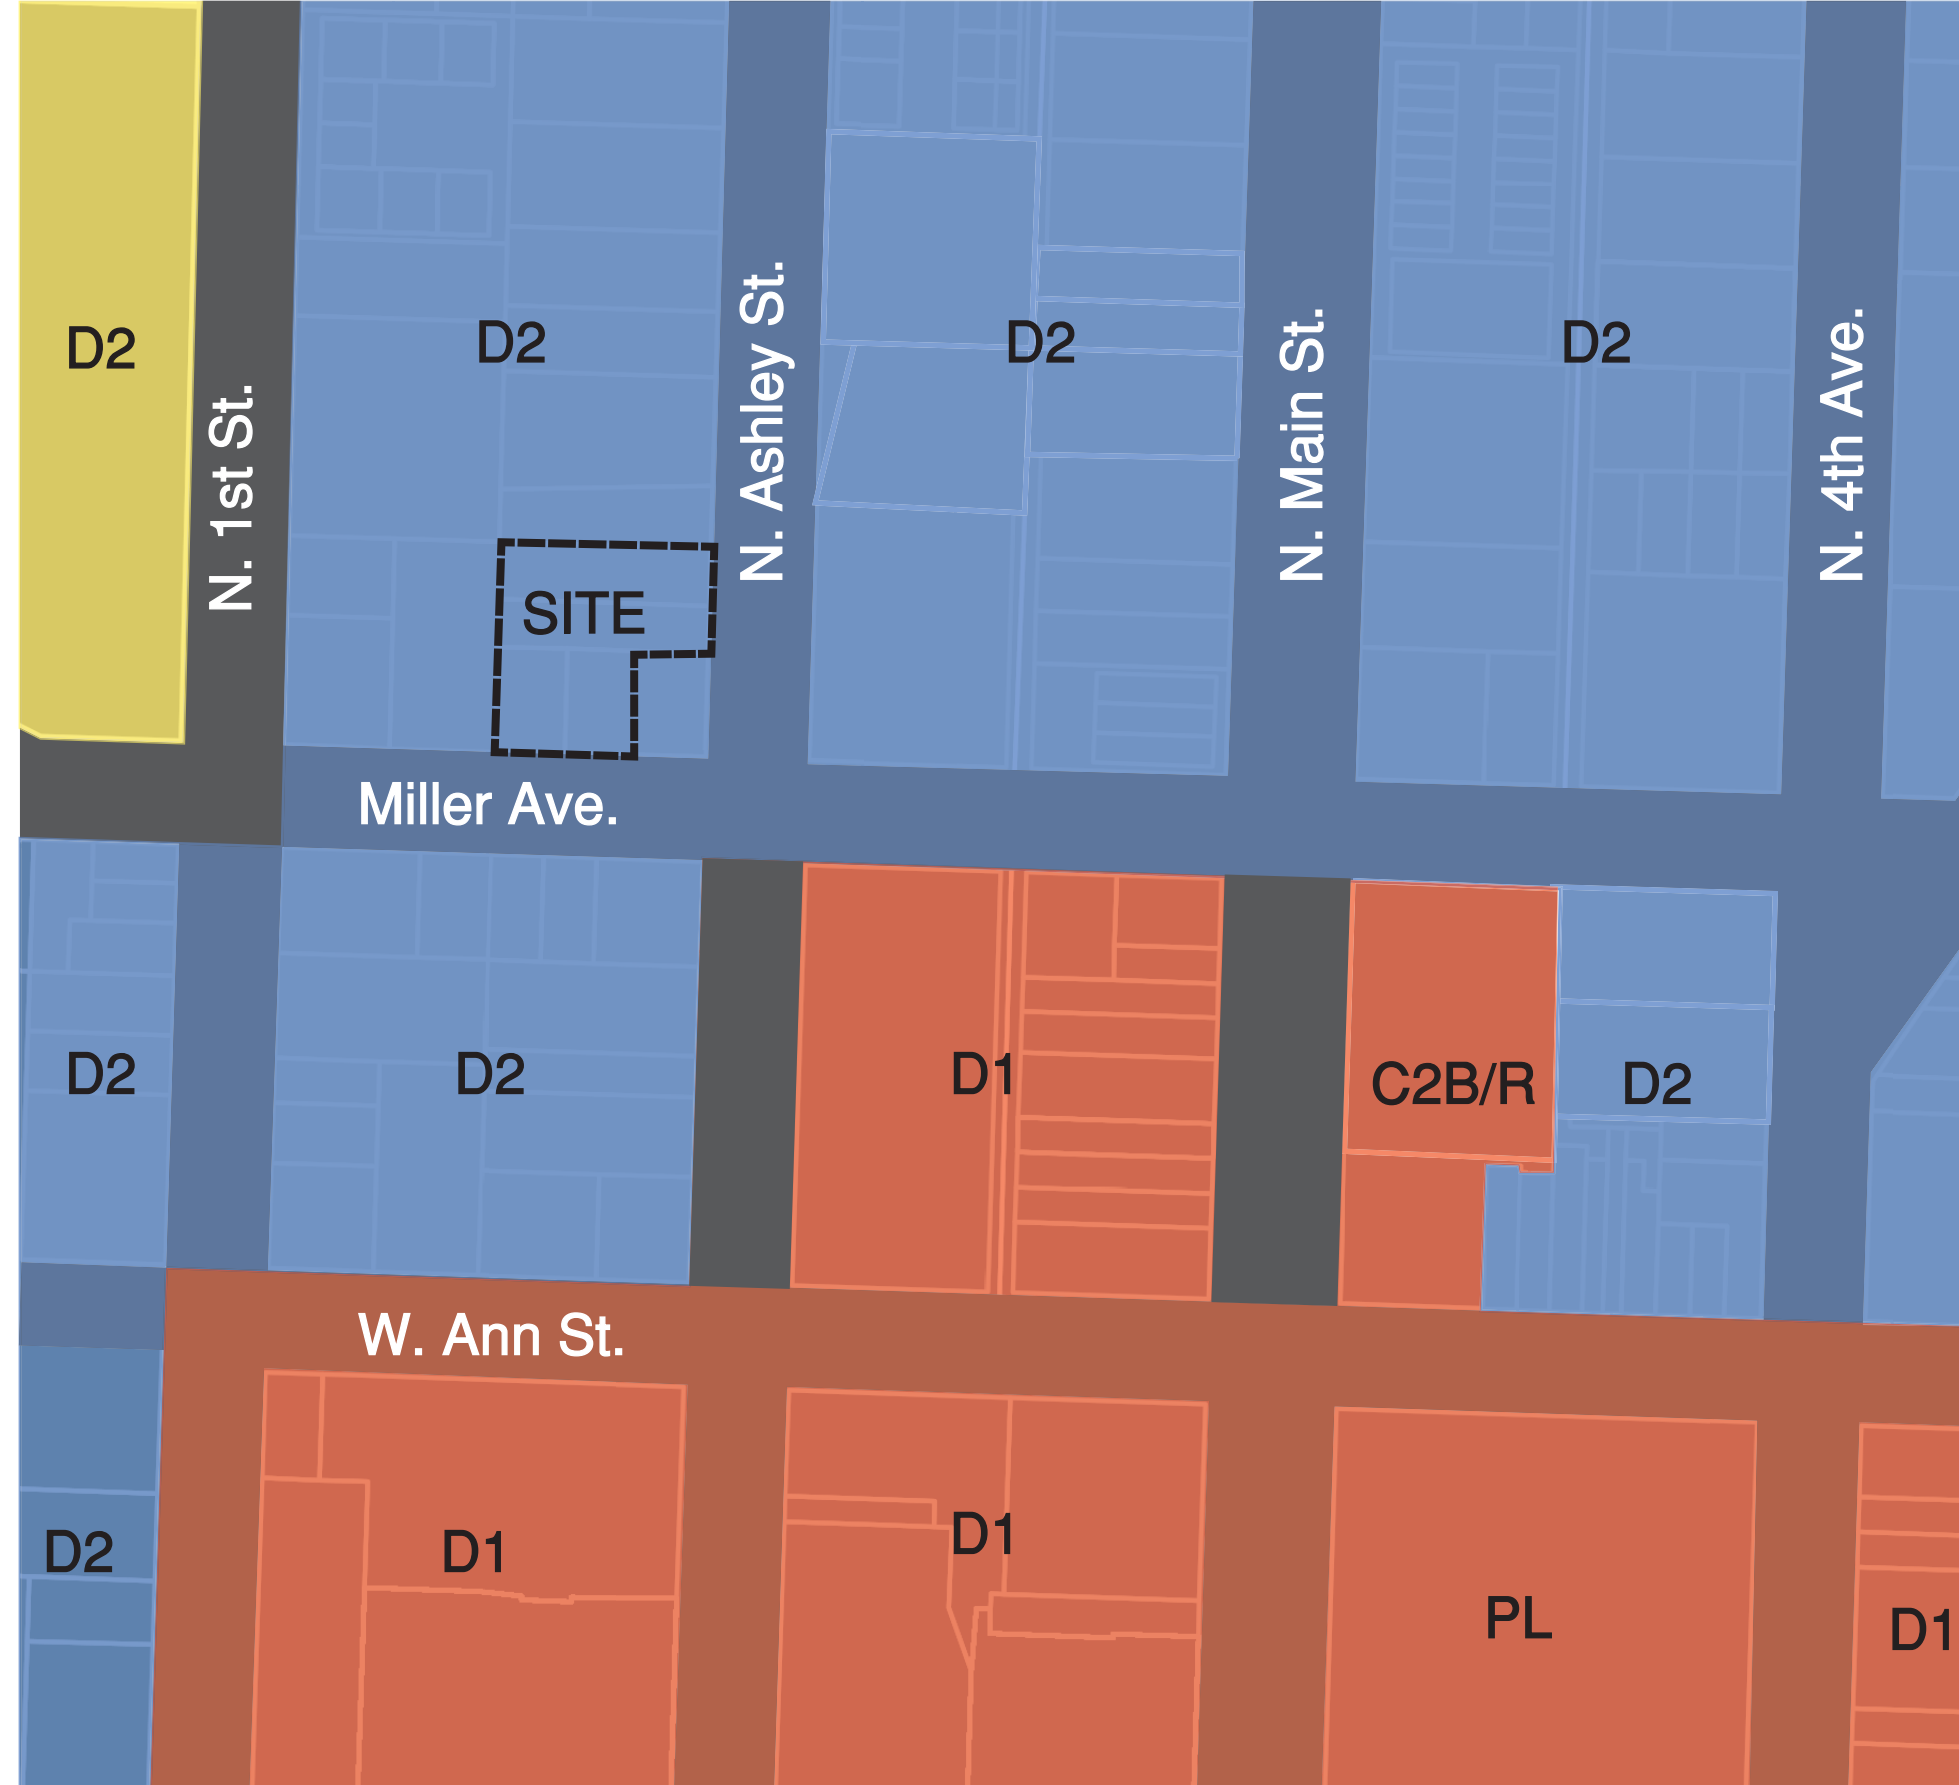 D2
D2
D2
D2
N. 1st St.
N. Ashley St.
N. Main St.
N. 4th Ave.
SITE
Miller Ave.
D2
D2
D1
C2B/R
D2
W. Ann St.
D2
D1
D1
PL
D1